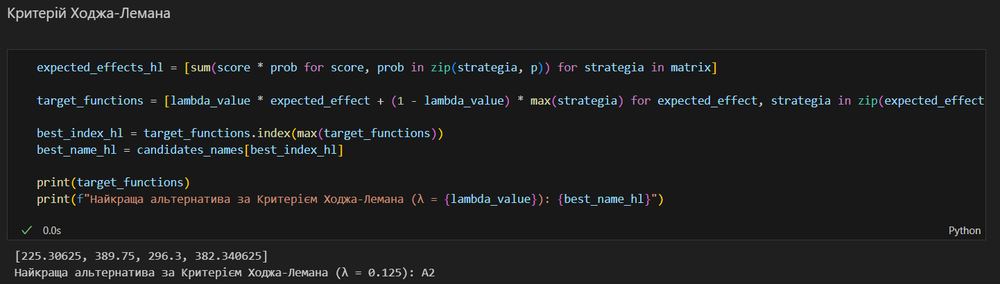 Критерій Ходжа-Лемана
expected_effects_hl = [sum(score * prob for score, prob in zip(strategia, p)) for strategia in matrix]
target_functions = [lambda_value * expected_effect + (1 - lambda_value) * max(strategia) for expected_effect, strategia in zip(expected_effect
best_index_hl = target_functions.index(max(target_functions))
best_name_hl = candidates_names[best_index_hl]
print(target_functions)
print(f"Найкраща альтернатива за Критерієм Ходжа-Лемана (λ = {lambda_value}): {best_name_hl}")
0.0s
Python
[225.30625, 389.75, 296.3, 382.340625]
Найкраща альтернатива за Критерієм Ходжа-Лемана (λ = 0.125): A2